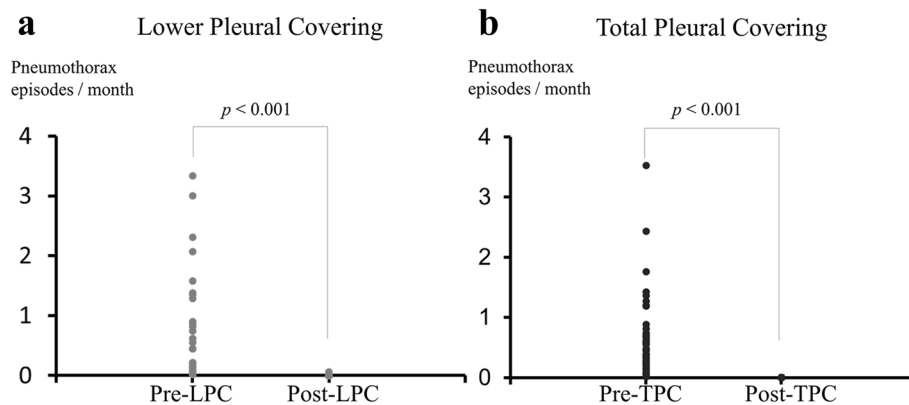 a Lower Pleural Covering
Pneumothorax
episodes / month
p < 0.001
4
3
2
1
0
Pre-LPC Post-LPC
b Total Pleural Covering
Pneumothorax
episodes / month
p < 0.001
4
3
2
1
0
Pre-TPC Post-TPC